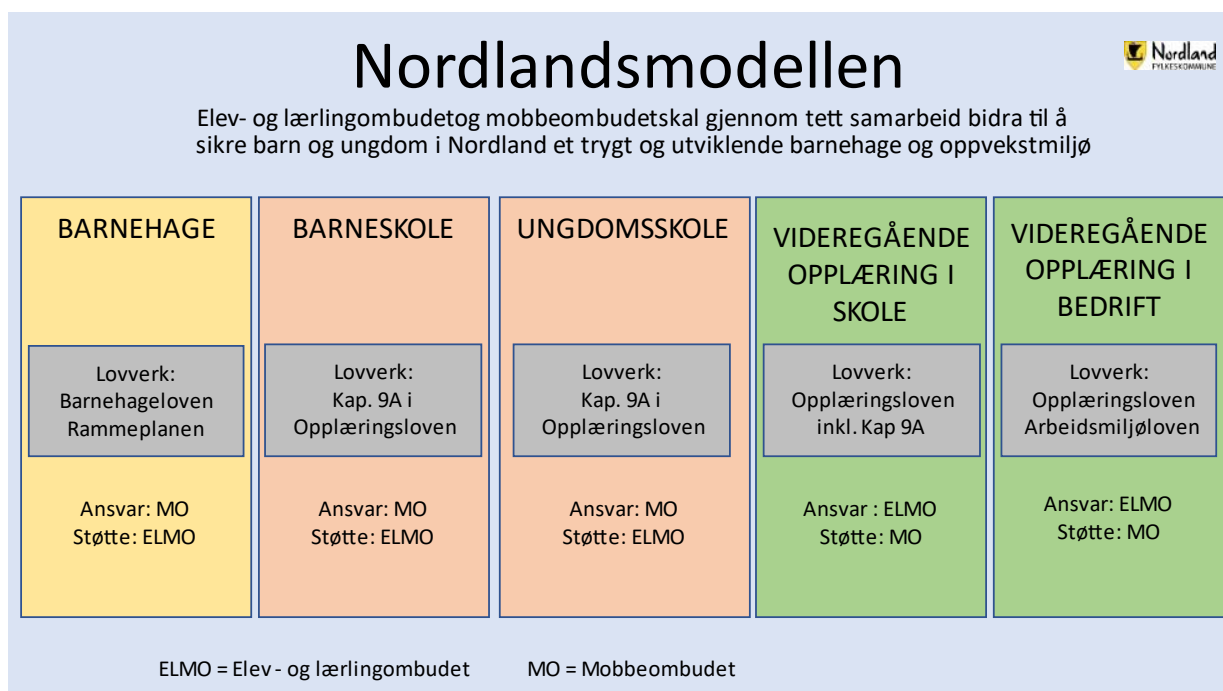 Nordlandsmodellen
Nordland
FYLKESKOMMUNE
Elev- og lærlingombudetog mobbeombudetskal gjennom tett samarbeid bidra til å
sikre barn og ungdom i Nordland et trygt og utviklende barnehage og oppvekstmiljø
BARNEHAGE
Lovverk:
Barnehageloven
Rammeplanen
Ansvar: MO
Støtte: ELMO
BARNESKOLE
Lovverk:
Kap. 9A i
Opplæringsloven
Ansvar: MO
Støtte: ELMO
UNGDOMSSKOLE
Lovverk:
Kap. 9A i
Opplæringsloven
Ansvar: MO
Støtte: ELMO
VIDEREGÅENDE
OPPLÆRING I
SKOLE
Lovverk:
Opplæringsloven
inkl. Kap 9A
Ansvar : ELMO
Støtte: MO
VIDEREGÅENDE
OPPLÆRING I
BEDRIFT
Lovverk:
Opplæringsloven
Arbeidsmiljøloven
Ansvar: ELMO
Støtte: MO
ELMO = Elev - og lærlingombudet MO = Mobbeombudet